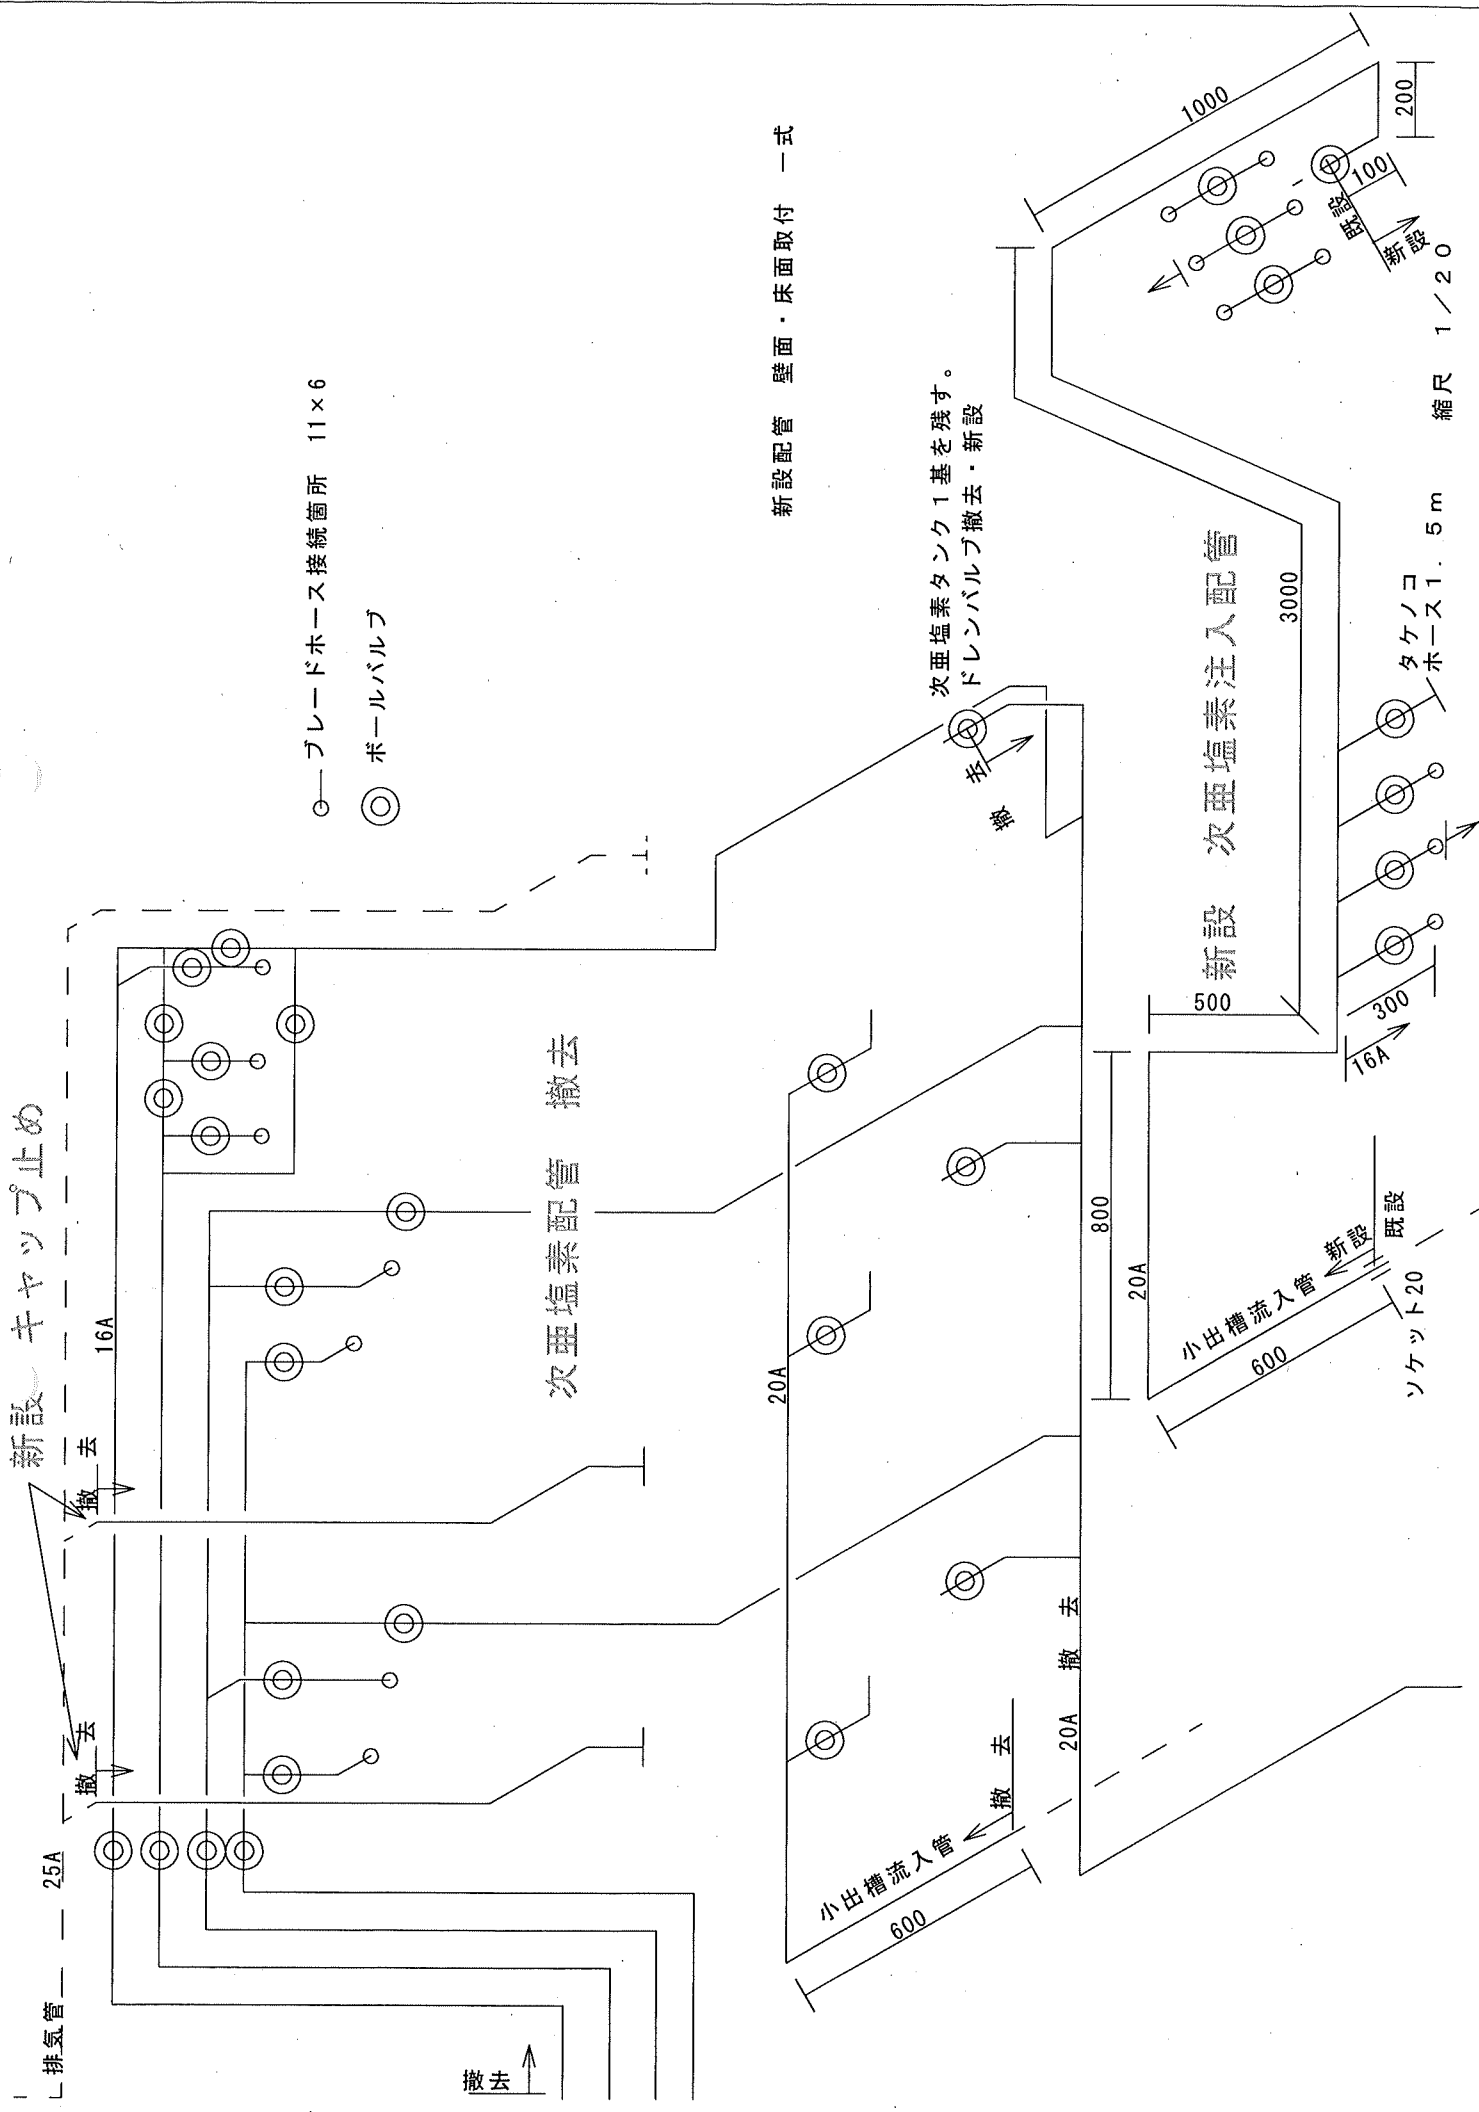 新設 キャップ止め
排気管
25A
16A
撤去
撤去
撤去
ブレードホース接続箇所 11×6
ボールバルブ
次亜塩素配管 撤去
新設配管 壁面・床面取付 一式
20A
小出槽流入管
600
撤去
次亜塩素タンク1基を残す。
ドレンバルブ撤去・新設
撤去
20A 撤去
800
20A
小出槽流入管
600
新設
既設
ソケット20
新設 次亜塩素注入配管
500
3000
300
16A
タケノコ
ホース1.5m
1000
200
100
既設
新設
縮尺 1/20